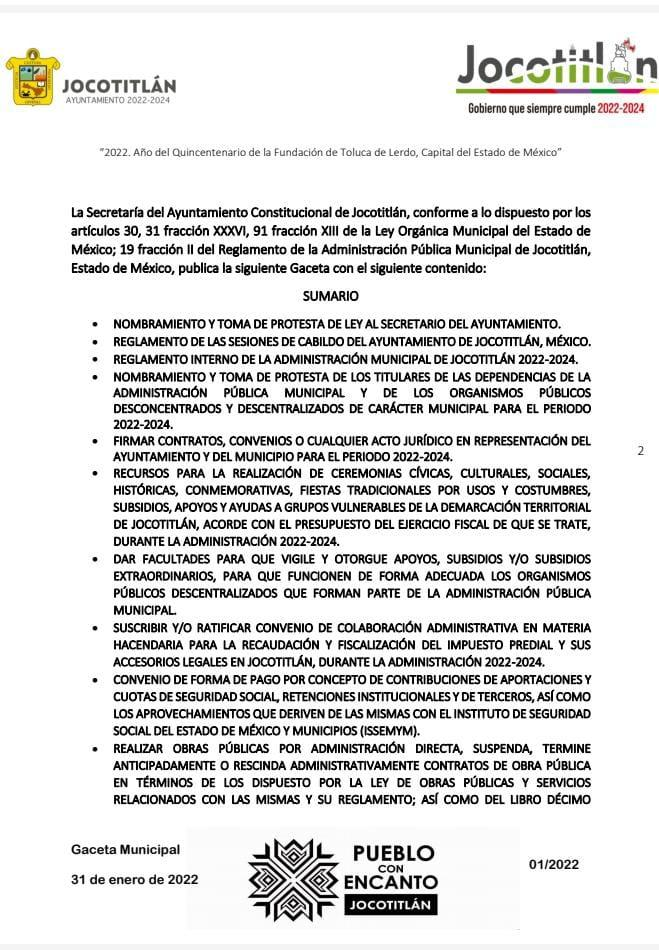 JOCOTITLÁN
AYUNTAMIENTO 2022-2024
Jocotitlán
Gobierno que siempre cumple 2022-2024
"2022. Año del Quincentenario de la Fundación de Toluca de Lerdo, Capital del Estado de México"
La Secretaría del Ayuntamiento Constitucional de Jocotitlán, conforme a lo dispuesto por los
artículos 30, 31 fracción XXXVI, 91 fracción XIII de la Ley Orgánica Municipal del Estado de
México; 19 fracción II del Reglamento de la Administración Pública Municipal de Jocotitlán,
Estado de México, publica la siguiente Gaceta con el siguiente contenido:
SUMARIO
• NOMBRAMIENTO Y TOMA DE PROTESTA DE LEY AL SECRETARIO DEL AYUNTAMIENTO.
• REGLAMENTO DE LAS SESIONES DE CABILDO DEL AYUNTAMIENTO DE JOCOTITLÁN, MÉXICO.
• REGLAMENTO INTERNO DE LA ADMINISTRACIÓN MUNICIPAL DE JOCOTITLÁN 2022-2024.
• NOMBRAMIENTO Y TOMA DE PROTESTA DE LOS TITULARES DE LAS DEPENDENCIAS DE LA
ADMINISTRACIÓN PÚBLICA MUNICIPAL Y DE LOS ORGANISMOS PÚBLICOS
DESCONCENTRADOS Y DESCENTRALIZADOS DE CARÁCTER MUNICIPAL PARA EL PERIODO
2022-2024.
• FIRMAR CONTRATOS, CONVENIOS O CUALQUIER ACTO JURÍDICO EN REPRESENTACIÓN DEL
AYUNTAMIENTO Y DEL MUNICIPIO PARA EL PERIODO 2022-2024.
2
• RECURSOS PARA LA REALIZACIÓN DE CEREMONIAS CÍVICAS, CULTURALES, SOCIALES,
HISTÓRICAS, CONMEMORATIVAS, FIESTAS TRADICIONALES POR USOS Y COSTUMBRES,
SUBSIDIOS, APOYOS Y AYUDAS A GRUPOS VULNERABLES DE LA DEMARCACIÓN TERRITORIAL
DE JOCOTITLÁN, ACORDE CON EL PRESUPUESTO DEL EJERCICIO FISCAL DE QUE SE TRATE,
DURANTE LA ADMINISTRACIÓN 2022-2024.
• DAR FACULTADES PARA QUE VIGILE Y OTORGUE APOYOS, SUBSIDIOS Y/O SUBSIDIOS
EXTRAORDINARIOS, PARA QUE FUNCIONEN DE FORMA ADECUADA LOS ORGANISMOS
PÚBLICOS DESCENTRALIZADOS QUE FORMAN PARTE DE LA ADMINISTRACIÓN PÚBLICA
MUNICIPAL.
• SUSCRIBIR Y/O RATIFICAR CONVENIO DE COLABORACIÓN ADMINISTRATIVA EN MATERIA
HACENDARIA PARA LA RECAUDACIÓN Y FISCALIZACIÓN DEL IMPUESTO PREDIAL Y SUS
ACCESORIOS LEGALES EN JOCOTITLÁN, DURANTE LA ADMINISTRACIÓN 2022-2024.
• CONVENIO DE FORMA DE PAGO POR CONCEPTO DE CONTRIBUCIONES DE APORTACIONES Y
CUOTAS DE SEGURIDAD SOCIAL, RETENCIONES INSTITUCIONALES Y DE TERCEROS, ASÍ COMO
LOS APROVECHAMIENTOS QUE DERIVEN DE LAS MISMAS CON EL INSTITUTO DE SEGURIDAD
SOCIAL DEL ESTADO DE MÉXICO Y MUNICIPIOS (ISSEMYM).
• REALIZAR OBRAS PÚBLICAS POR ADMINISTRACIÓN DIRECTA, SUSPENDA, TERMINE
ANTICIPADAMENTE O RESCINDA ADMINISTRATIVAMENTE CONTRATOS DE OBRA PÚBLICA
EN TÉRMINOS DE LOS DISPUESTO POR LA LEY DE OBRAS PÚBLICAS Y SERVICIOS
RELACIONADOS CON LAS MISMAS Y SU REGLAMENTO; ASÍ COMO DEL LIBRO DÉCIMO
Gaceta Municipal
31 de enero de 2022
PUEBLO
CON
ENCANTO
JOCOTITLÁN
01/2022